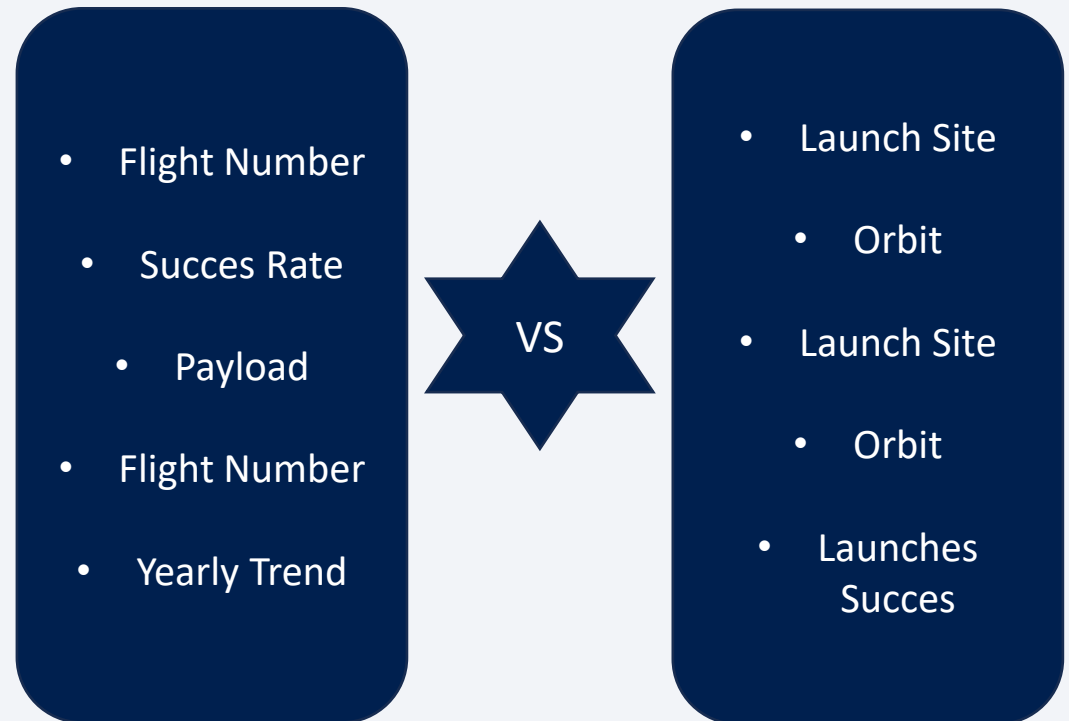 • Flight Number
• Succes Rate
• Payload
• Flight Number
• Yearly Trend
VS
• Launch Site
• Orbit
• Launch Site
• Orbit
• Launches
Succes